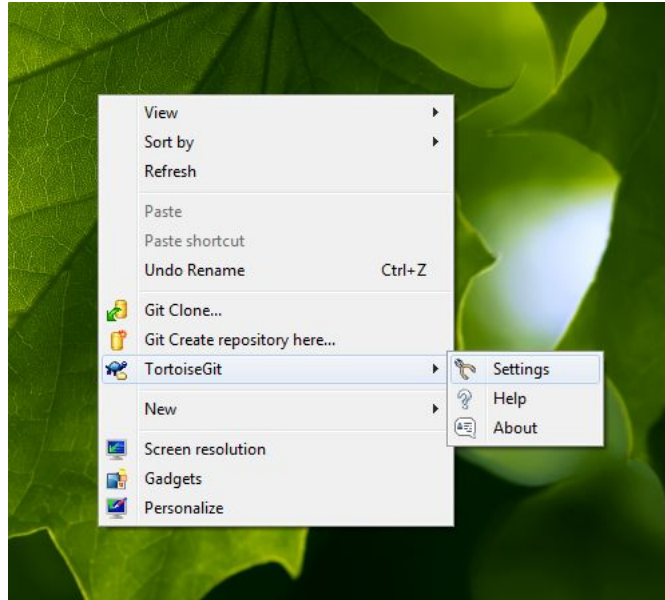 View
Sort by
Refresh
Paste
Paste shortcut
Undo Rename Ctrl+Z
Git Clone...
Git Create repository here...
TortoiseGit
Settings
Help
About
New
Screen resolution
Gadgets
Personalize